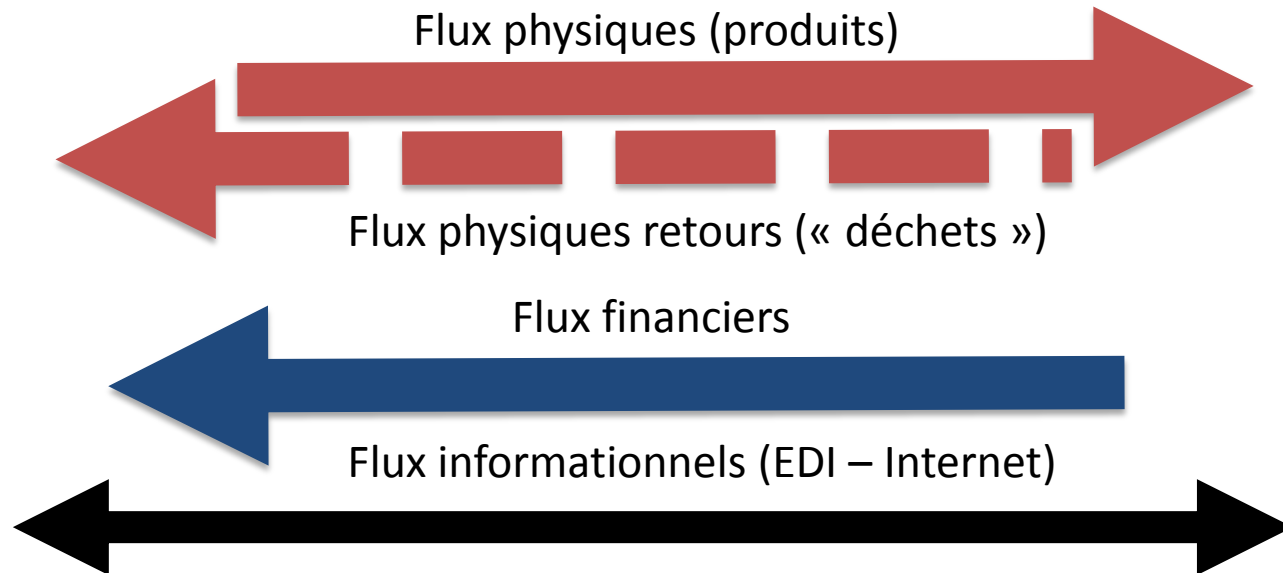 Flux physiques (produits)
Flux physiques retours (« déchets »)
Flux financiers
Flux informationnels (EDI – Internet)